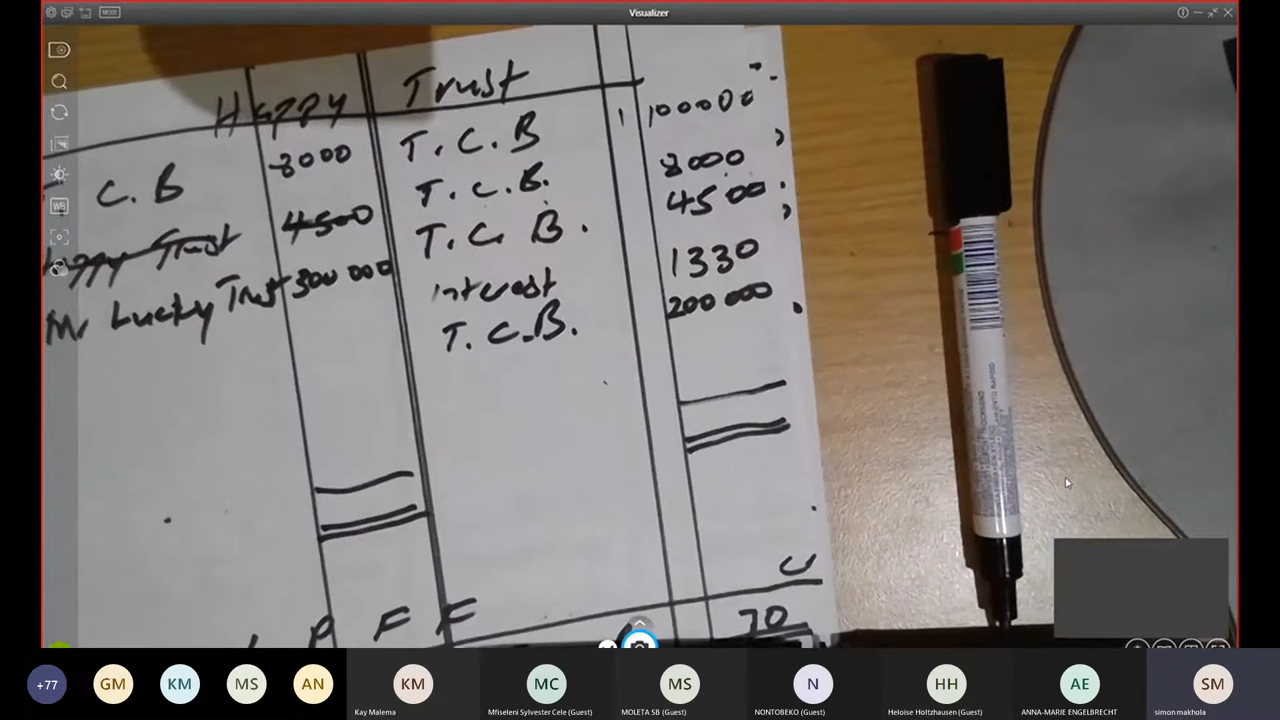 Visualizer
MODE
WB
Happy Trust
C. B 8000 T. C. B 1 100000
T. C. B. 8000
Happy Trust 4500 T. C. B. 4500
Mr Lucky Trust 300 000 interest 1330
T. C. B. 200 000
P F F
70
+77 GM KM MS AN KM MC MS N HH AE SM
Kay Malema Mfiseleni Sylvester Cele (Guest) MOLETA SB (Guest) NONTOBEKO (Guest) Heloise Holtzhausen (Guest) ANNA-MARIE ENGELBRECHT simon makhola